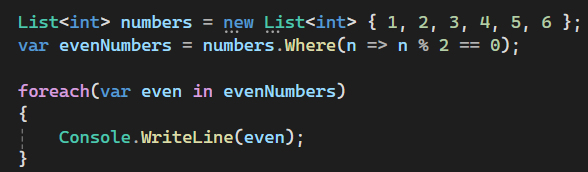 List<int> numbers = new List<int> { 1, 2, 3, 4, 5, 6 };
var evenNumbers = numbers.Where(n => n % 2 == 0);

foreach(var even in evenNumbers)
{
    Console.WriteLine(even);
}